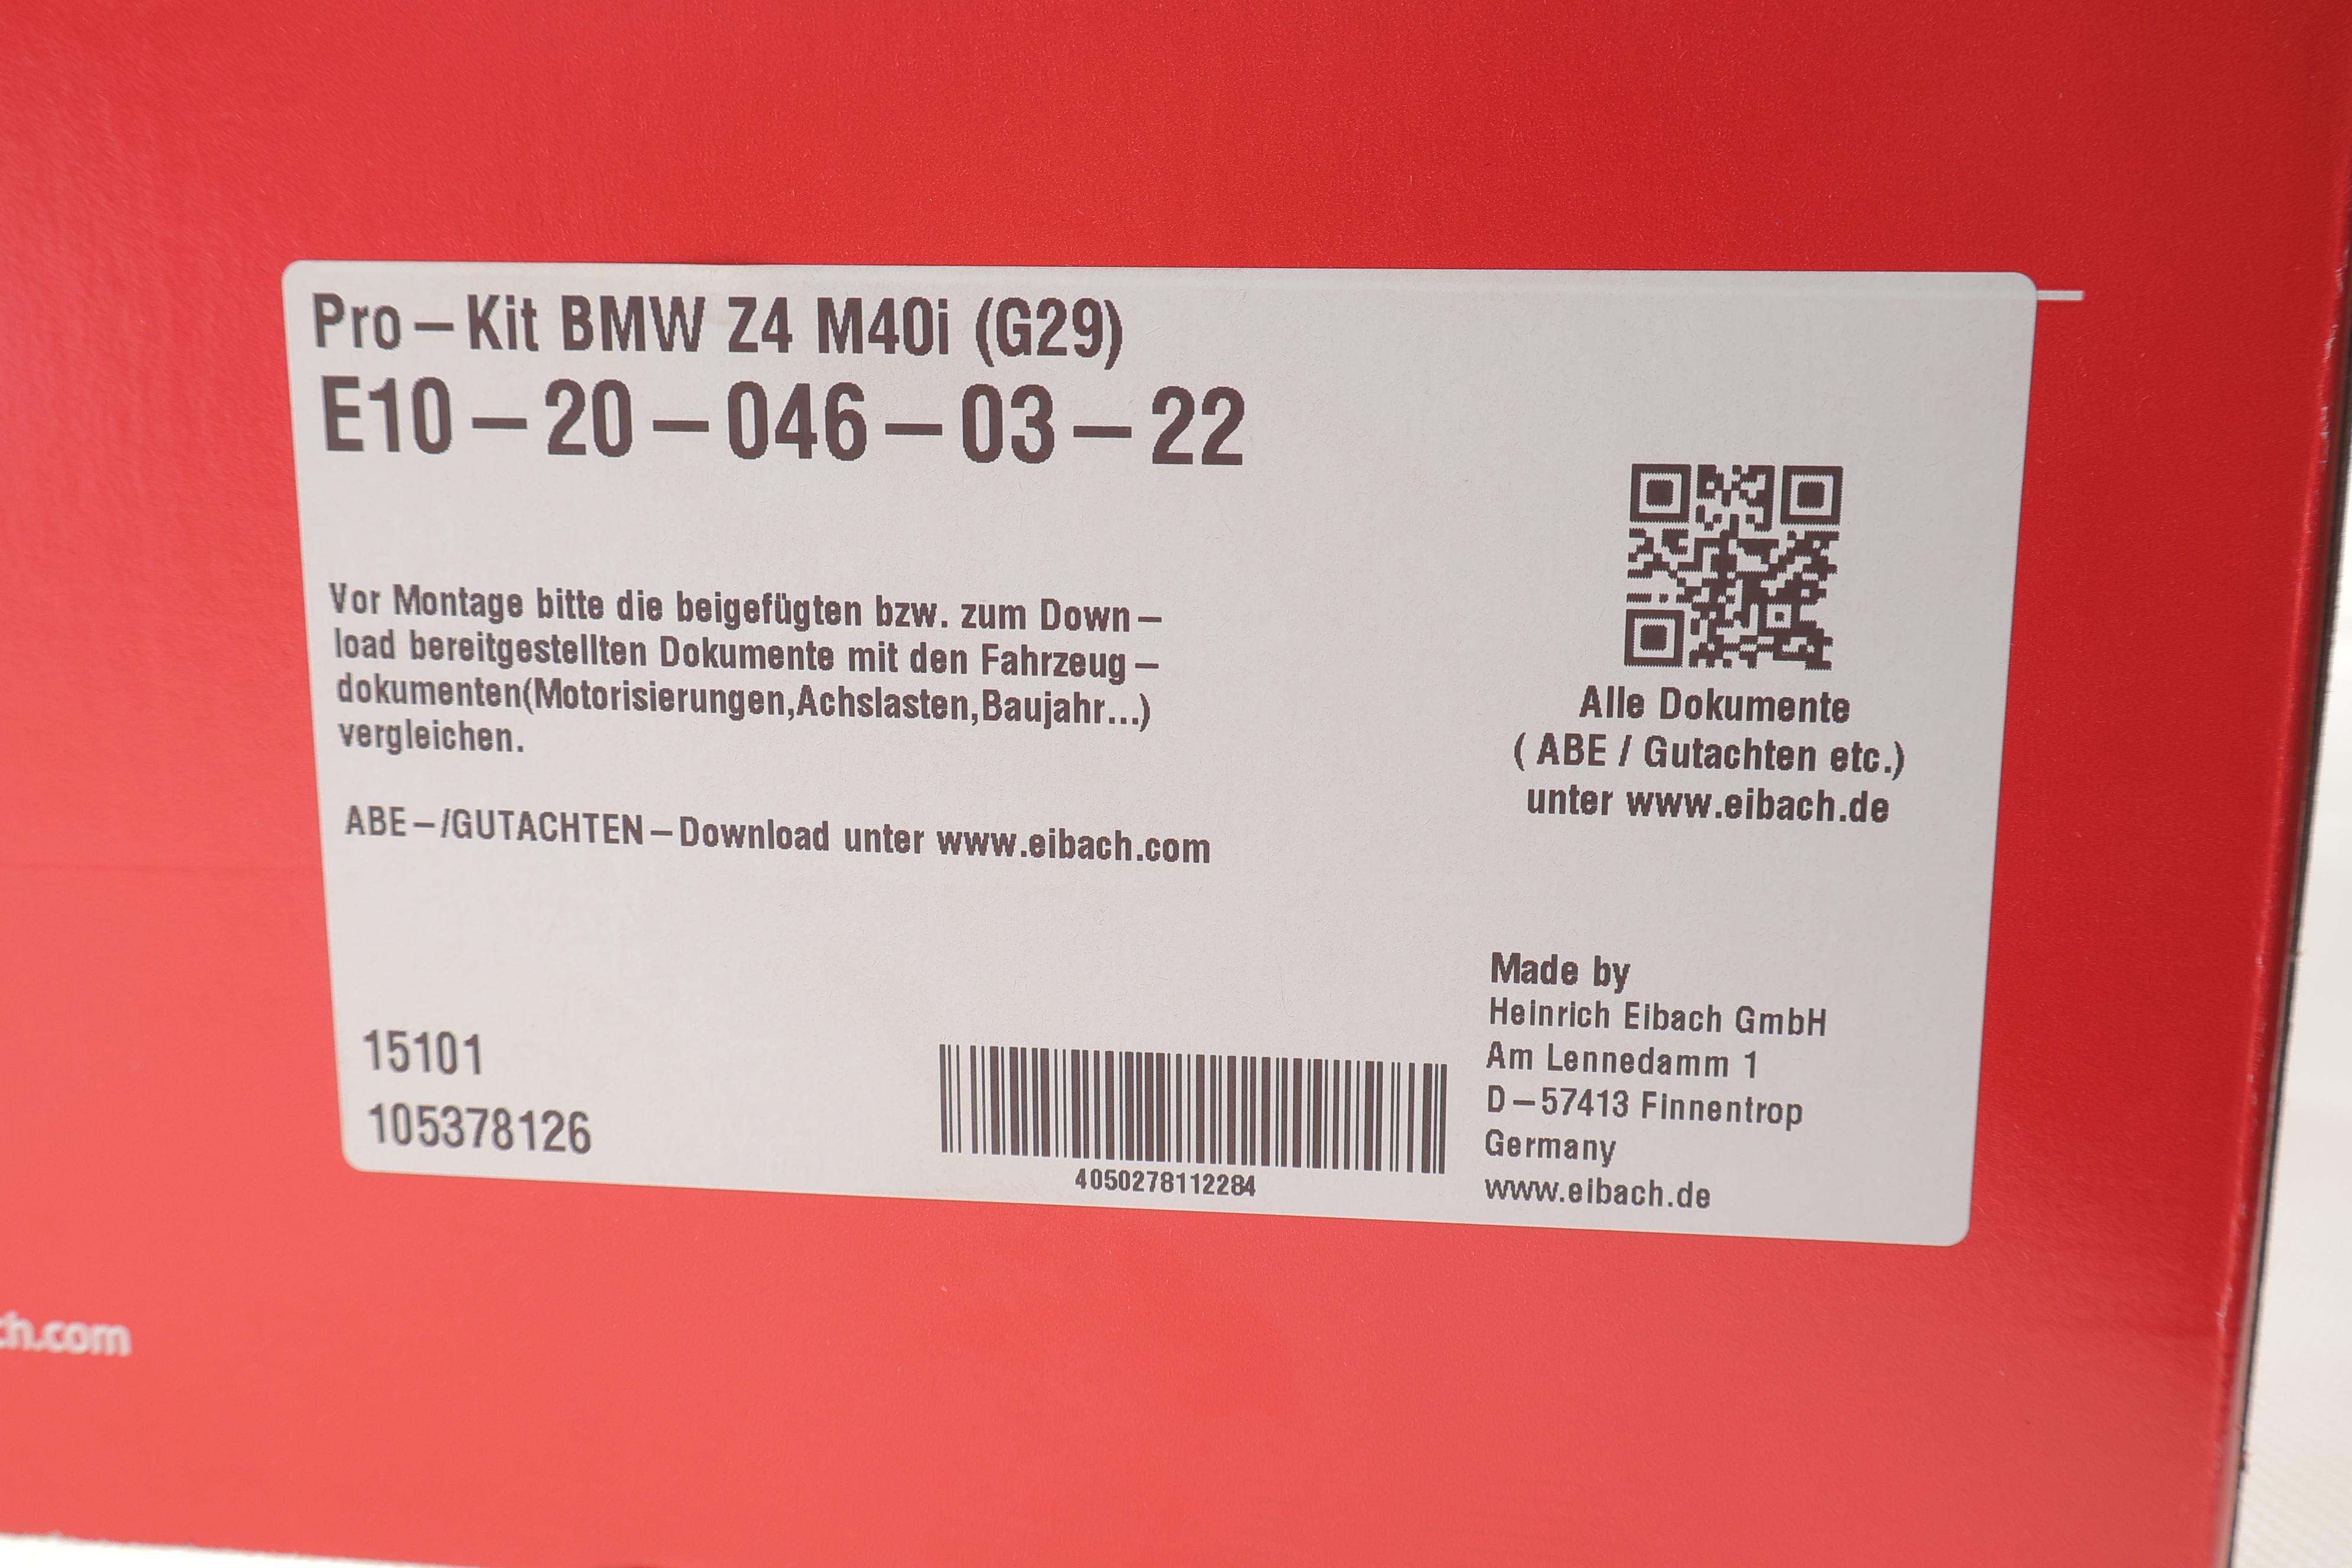 Pro-Kit BMW Z4 M40i (G29)
E10-20-046-03-22
Vor Montage bitte die beigefügten bzw. zum Down-
load bereitgestellten Dokumente mit den Fahrzeug-
dokumenten(Motorisierungen,Achslasten,Baujahr...)
vergleichen.
ABE-/GUTACHTEN-Download unter www.eibach.com
Alle Dokumente
( ABE / Gutachten etc.)
unter www.eibach.de
15101
105378126
4050278112284
Made by
Heinrich Eibach GmbH
Am Lennedamm 1
D-57413 Finnentrop
Germany
www.eibach.de
ch.com